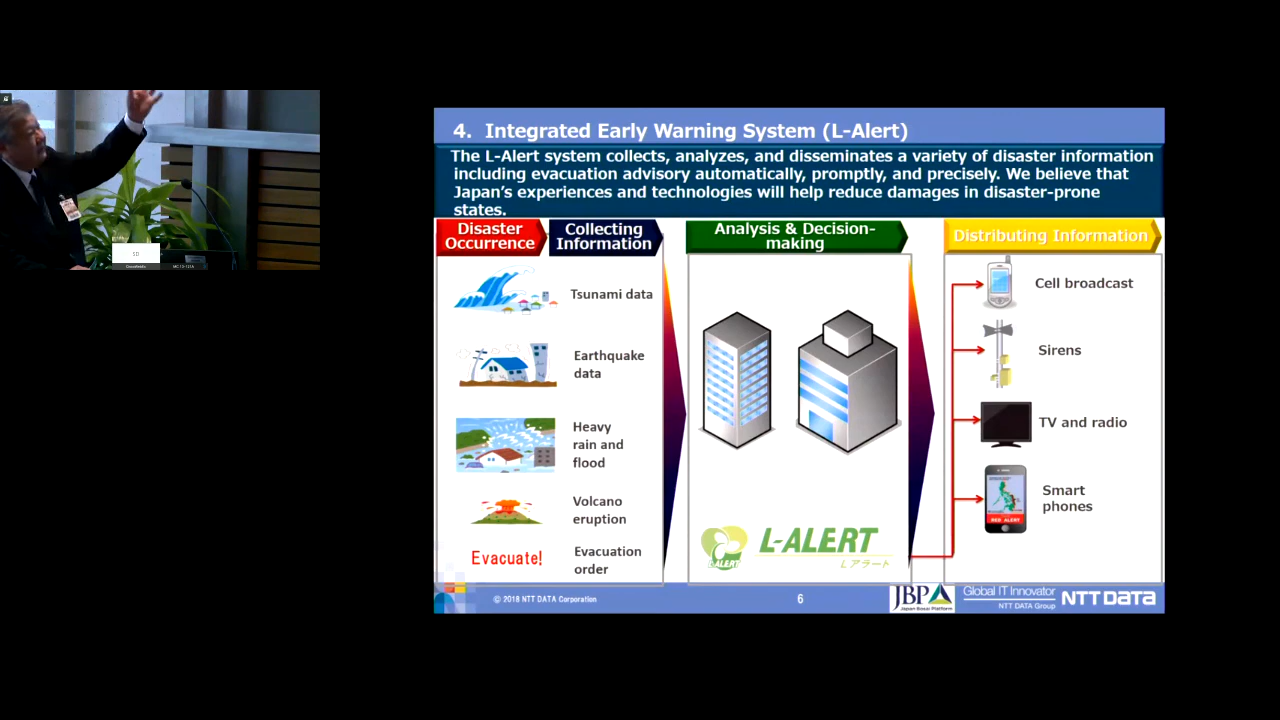 4. Integrated Early Warning System (L-Alert)
The L-Alert system collects, analyzes, and disseminates a variety of disaster information
including evacuation advisory automatically, promptly, and precisely. We believe that
Japan's experiences and technologies will help reduce damages in disaster-prone
states.
Disaster
Occurrence
Collecting
Information
Analysis & Decision-
making
Distributing Information
Tsunami data
Earthquake
data
Heavy
rain and
flood
Volcano
eruption
Evacuate!
Evacuation
order
L-ALERT
L-ALERT
Lアラート
Cell broadcast
Sirens
TV and radio
Smart
phones
RED ALERT
© 2018 NTT DATA Corporation
6
JBP
Japan Bosai Platform
Global IT Innovator
NTT DATA Group
NTT DATA